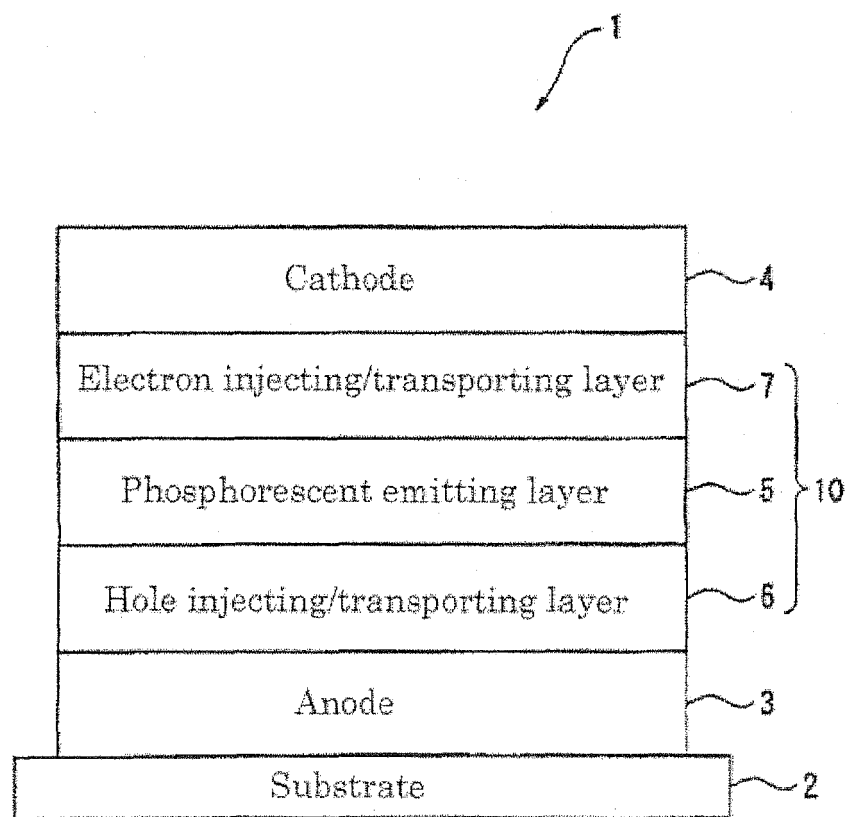 1
Cathode 4
Electron injecting/transporting layer 7
Phosphorescent emitting layer 5 10
Hole injecting/transporting layer 6
Anode 3
Substrate 2